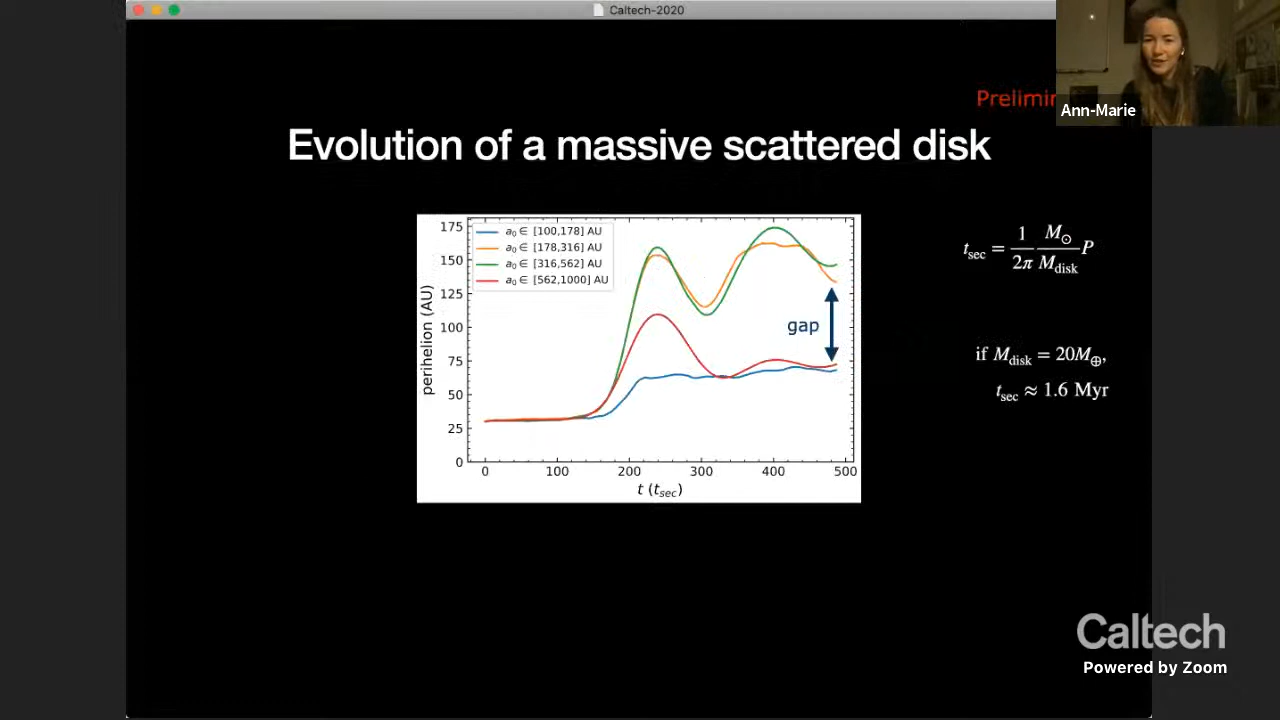 Caltech-2020
Ann-Marie
Evolution of a massive scattered disk
a₀ ∈ [100,178] AU
a₀ ∈ [178,316] AU
a₀ ∈ [316,562] AU
a₀ ∈ [562,1000] AU
175
150
125
100
75
50
25
0
perihelion (AU)
gap
0 100 200 300 400 500
t (t_sec)
t_sec = 1/2π M_⊙/M_disk P
if M_disk = 20M_⊕,
t_sec ≈ 1.6 Myr
Caltech
Powered by Zoom